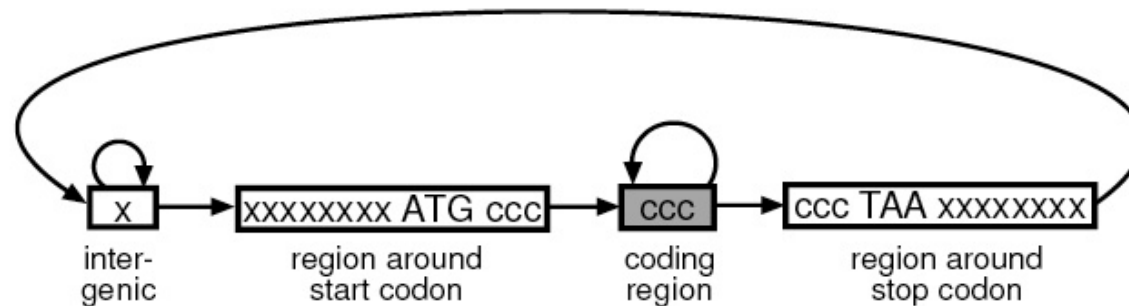 x
xxxxxxxx ATG ccc
ccc
ccc TAA xxxxxxxx
inter-
genic
region around
start codon
coding
region
region around
stop codon